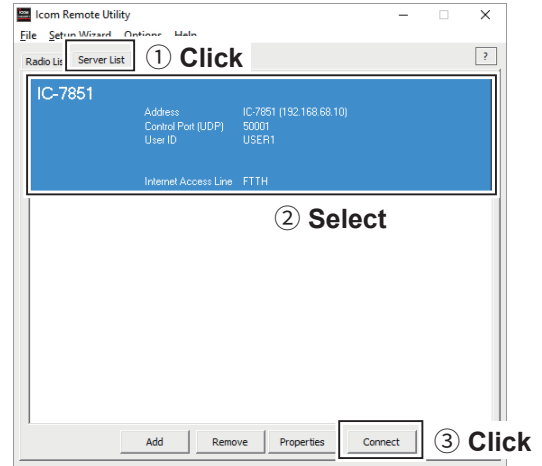 Icom Remote Utility
File Setup Wizard Options Help
Radio Lis Server List ① Click ?
IC-7851
Address IC-7851 (192.168.68.10)
Control Port (UDP) 50001
User ID USER1
Internet Access Line FTTH
② Select
Add Remove Properties Connect ③ Click